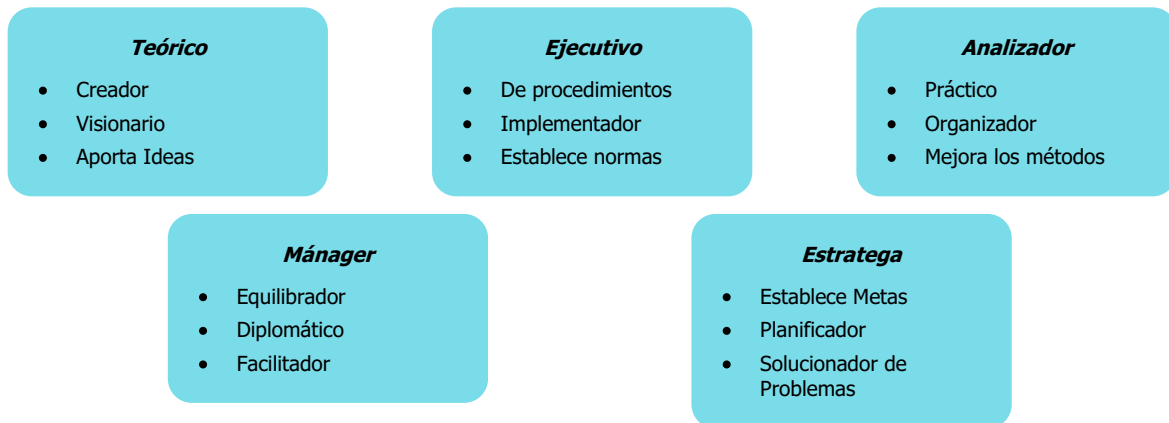 Teórico
• Creador
• Visionario
• Aporta Ideas
Ejecutivo
• De procedimientos
• Implementador
• Establece normas
Analizador
• Práctico
• Organizador
• Mejora los métodos
Mánager
• Equilibrador
• Diplomático
• Facilitador
Estratega
• Establece Metas
• Planificador
• Solucionador de
Problemas